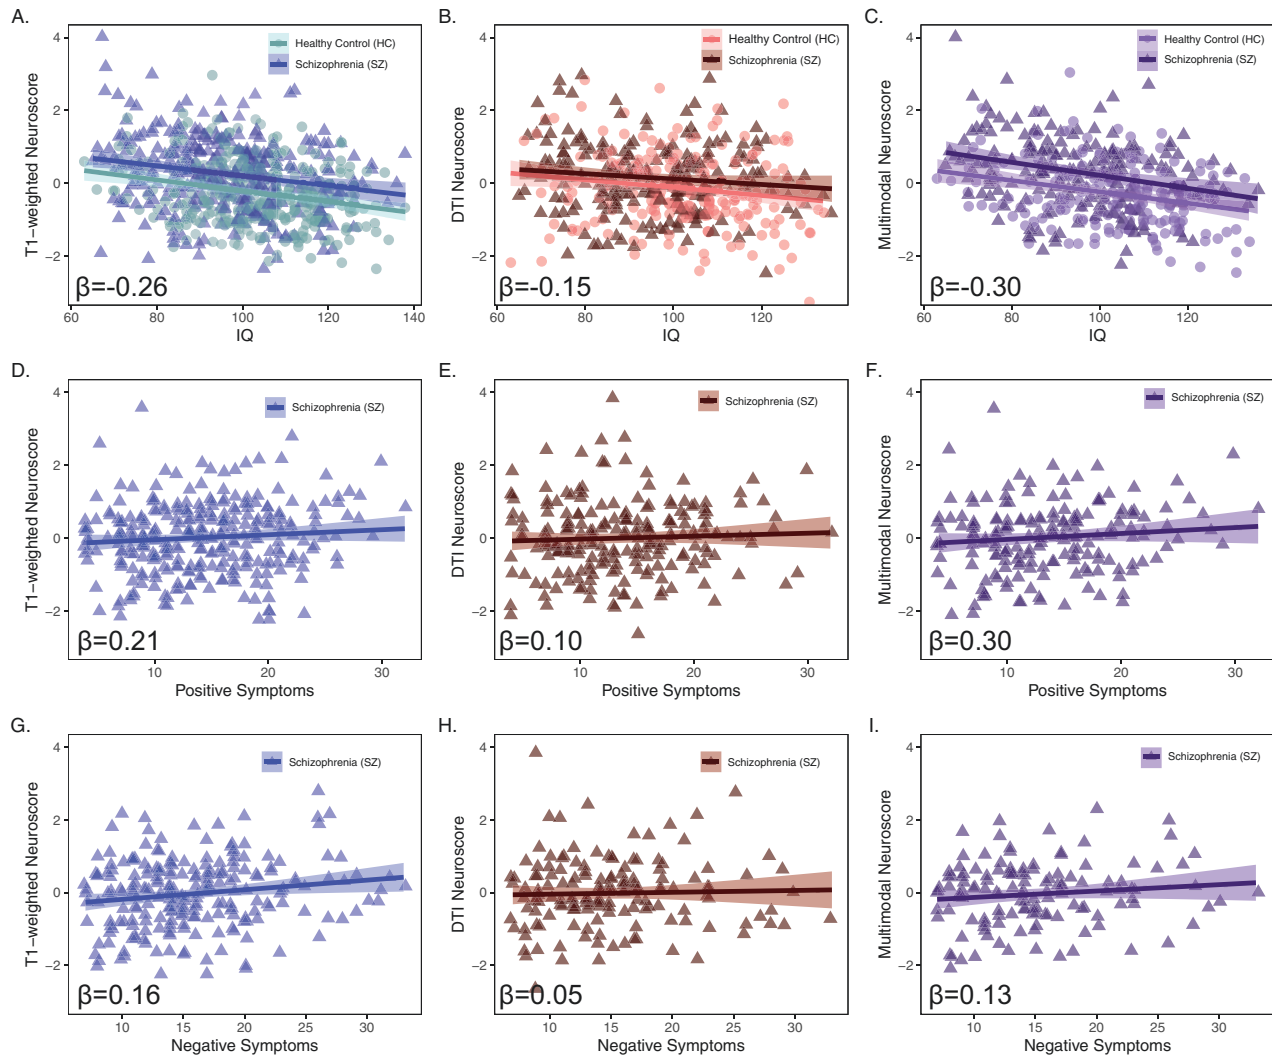 A.
T1−weighted Neuroscore
4
2
0
−2
Healthy Control (HC)
Schizophrenia (SZ)
β=-0.26
60 80 100 120 140
IQ
B.
DTI Neuroscore
4
2
0
−2
Healthy Control (HC)
Schizophrenia (SZ)
β=-0.15
60 80 100 120
IQ
C.
Multimodal Neuroscore
4
2
0
−2
Healthy Control (HC)
Schizophrenia (SZ)
β=-0.30
60 80 100 120
IQ
D.
T1−weighted Neuroscore
4
2
0
−2
Schizophrenia (SZ)
β=0.21
10 20 30
Positive Symptoms
E.
DTI Neuroscore
4
2
0
−2
Schizophrenia (SZ)
β=0.10
10 20 30
Positive Symptoms
F.
Multimodal Neuroscore
4
2
0
−2
Schizophrenia (SZ)
β=0.30
10 20 30
Positive Symptoms
G.
T1−weighted Neuroscore
4
2
0
−2
Schizophrenia (SZ)
β=0.16
10 15 20 25 30
Negative Symptoms
H.
DTI Neuroscore
4
2
0
−2
Schizophrenia (SZ)
β=0.05
10 15 20 25 30
Negative Symptoms
I.
Multimodal Neuroscore
4
2
0
−2
Schizophrenia (SZ)
β=0.13
10 15 20 25 30
Negative Symptoms